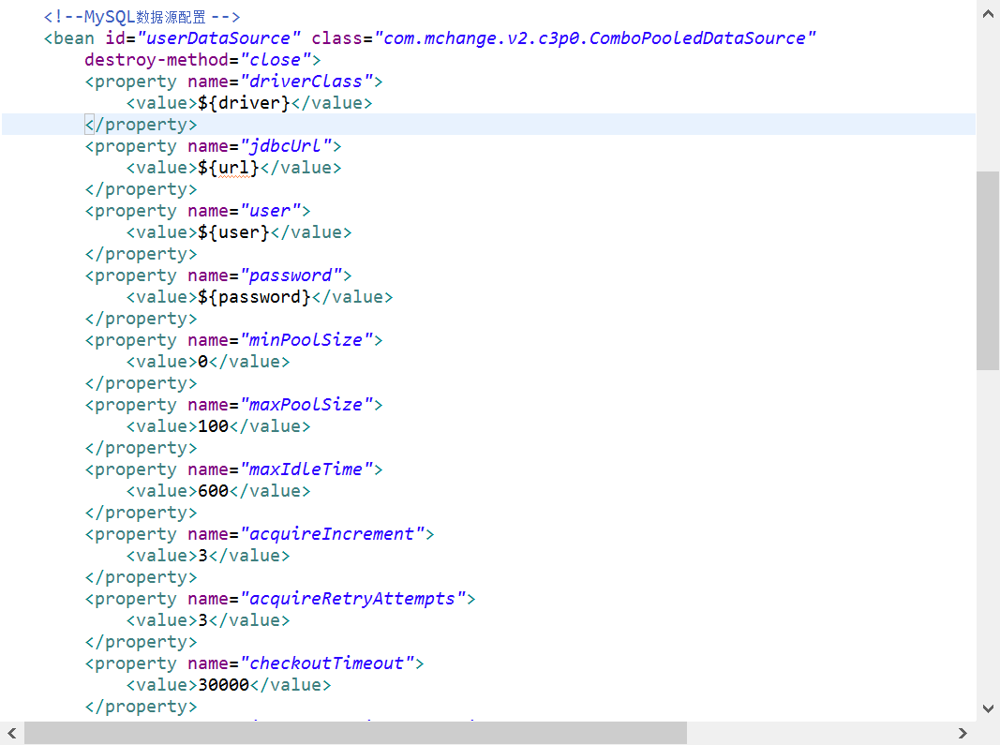 <!--MySQL数据源配置 -->
<bean id="userDataSource" class="com.mchange.v2.c3p0.ComboPooledDataSource"
destroy-method="close">
<property name="driverClass">
<value>${driver}</value>
</property>
<property name="jdbcUrl">
<value>${url}</value>
</property>
<property name="user">
<value>${user}</value>
</property>
<property name="password">
<value>${password}</value>
</property>
<property name="minPoolSize">
<value>0</value>
</property>
<property name="maxPoolSize">
<value>100</value>
</property>
<property name="maxIdleTime">
<value>600</value>
</property>
<property name="acquireIncrement">
<value>3</value>
</property>
<property name="acquireRetryAttempts">
<value>3</value>
</property>
<property name="checkoutTimeout">
<value>30000</value>
</property>